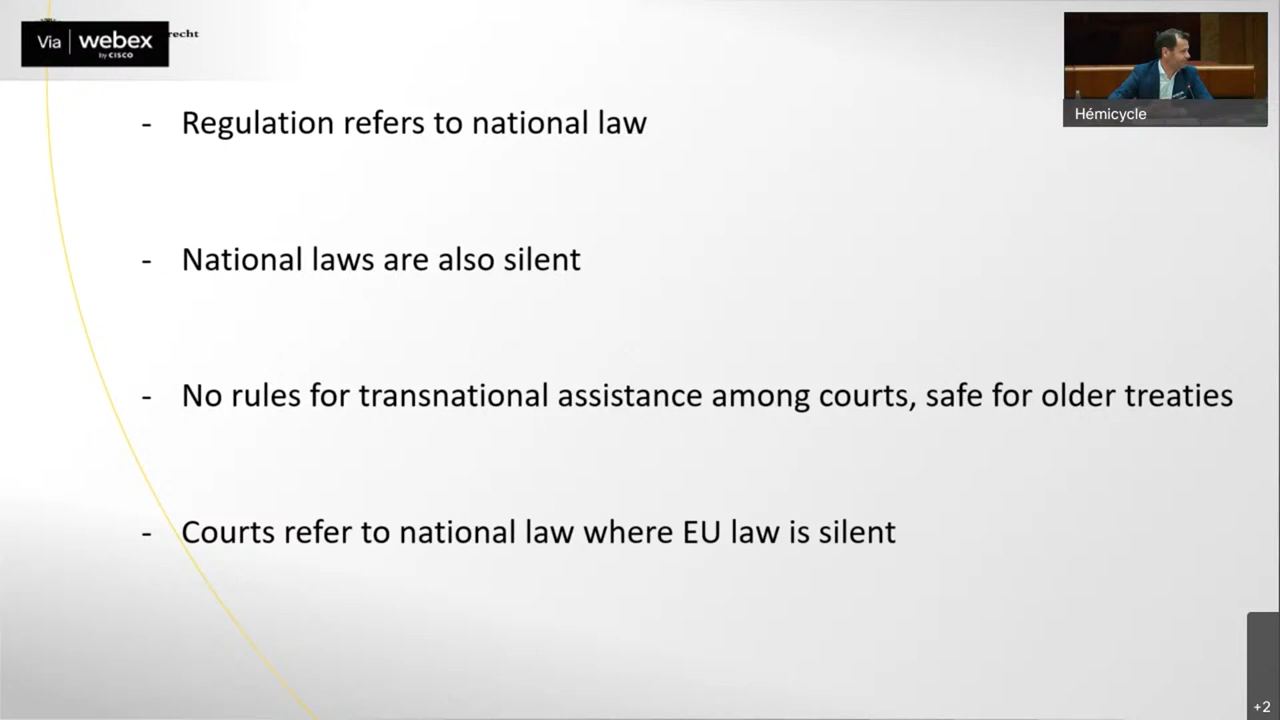 Via webex
by CISCO
recht
Hémicycle
- Regulation refers to national law
- National laws are also silent
- No rules for transnational assistance among courts, safe for older treaties
- Courts refer to national law where EU law is silent
+2